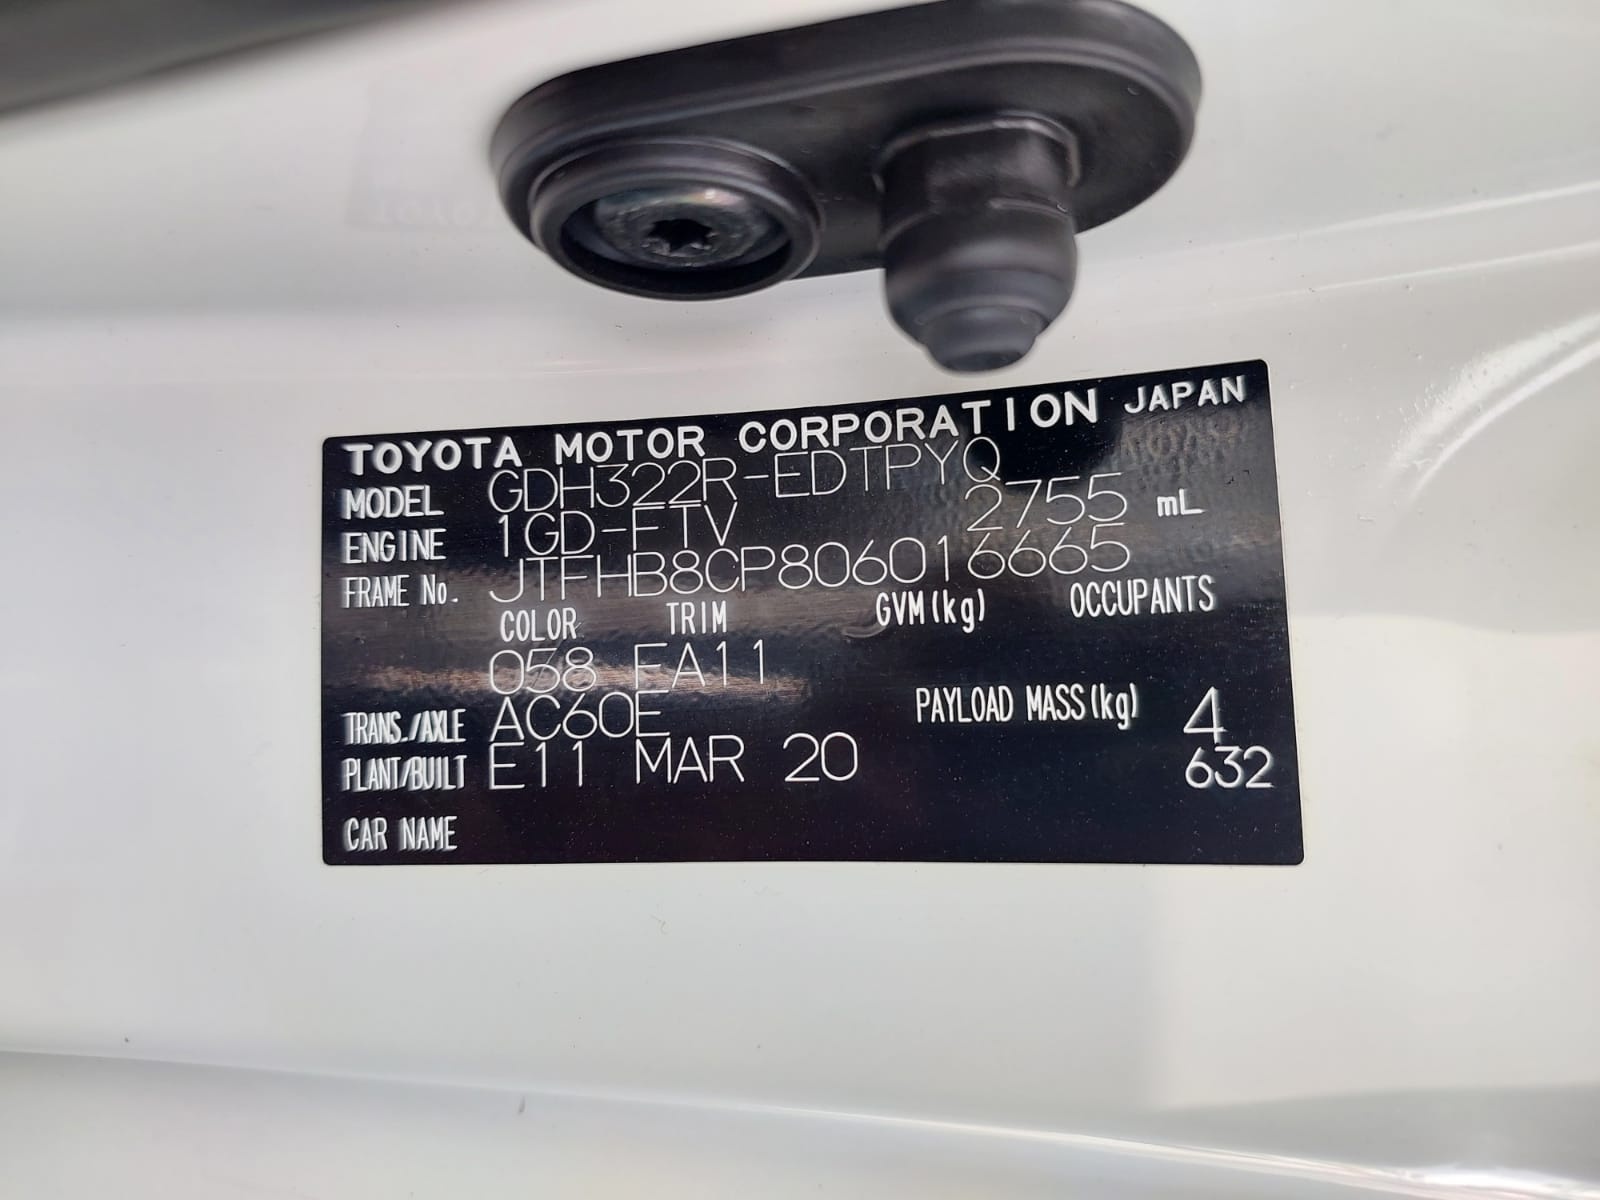 TOYOTA MOTOR CORPORATION JAPAN
MODEL GDH322R-EDTPYQ
ENGINE 1GD-FTV 2755 mL
FRAME No. JTFHB8CP806016665
COLOR TRIM GVM(kg) OCCUPANTS
058 FA11
TRANS./AXLE AC60E PAYLOAD MASS(kg) 4
PLANT/BUILT E11 MAR 20 632
CAR NAME